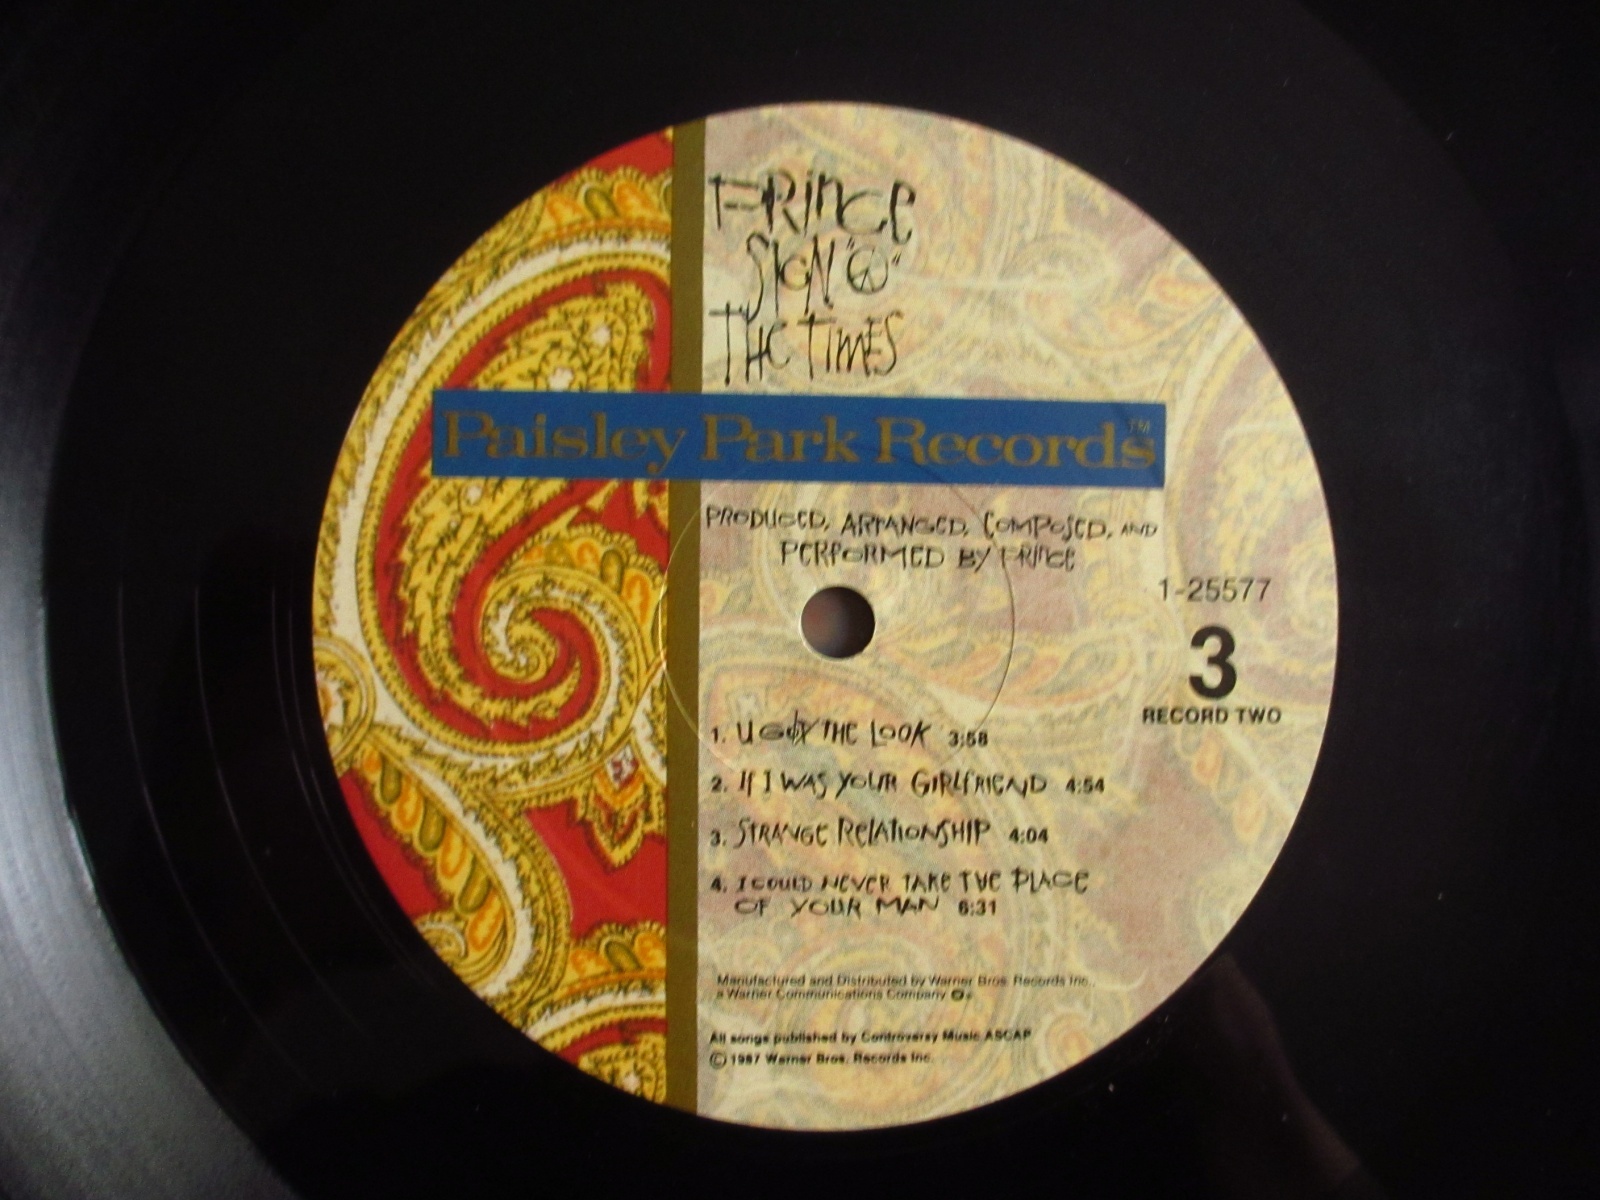 PRINCE
SIGN "☮"
THE TIMES
Paisley Park Records™
PRODUCED, ARRANGED, COMPOSED, AND
PERFORMED BY PRINCE
1-25577
3
RECORD TWO
1. U GOT THE LOOK 3:58
2. IF I WAS YOUR GIRLFRIEND 4:54
3. STRANGE RELATIONSHIP 4:04
4. I COULD NEVER TAKE THE PLACE
OF YOUR MAN 6:31
Manufactured and Distributed by Warner Bros. Records Inc.,
a Warner Communications Company
All songs published by Controversy Music ASCAP
© 1987 Warner Bros. Records Inc.